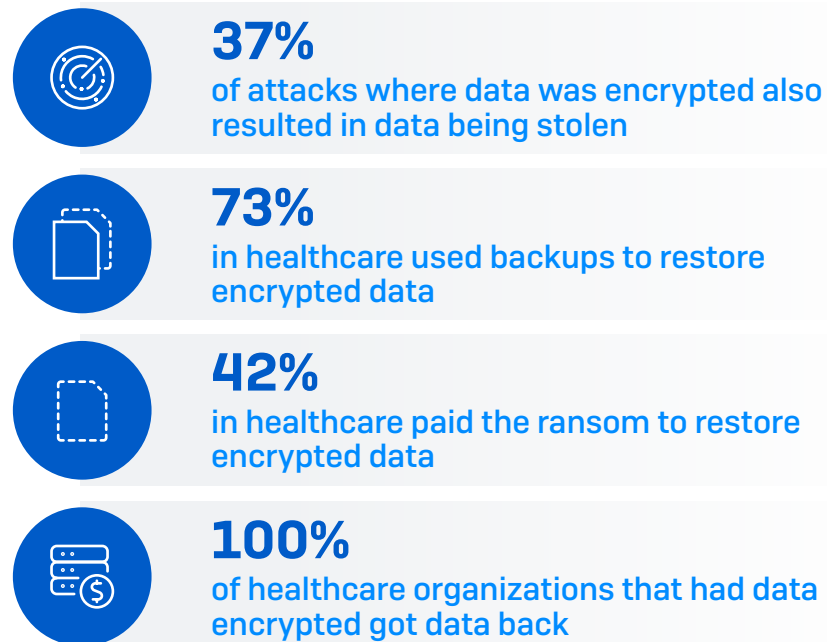 37%
of attacks where data was encrypted also
resulted in data being stolen
73%
in healthcare used backups to restore
encrypted data
42%
in healthcare paid the ransom to restore
encrypted data
$
100%
of healthcare organizations that had data
encrypted got data back